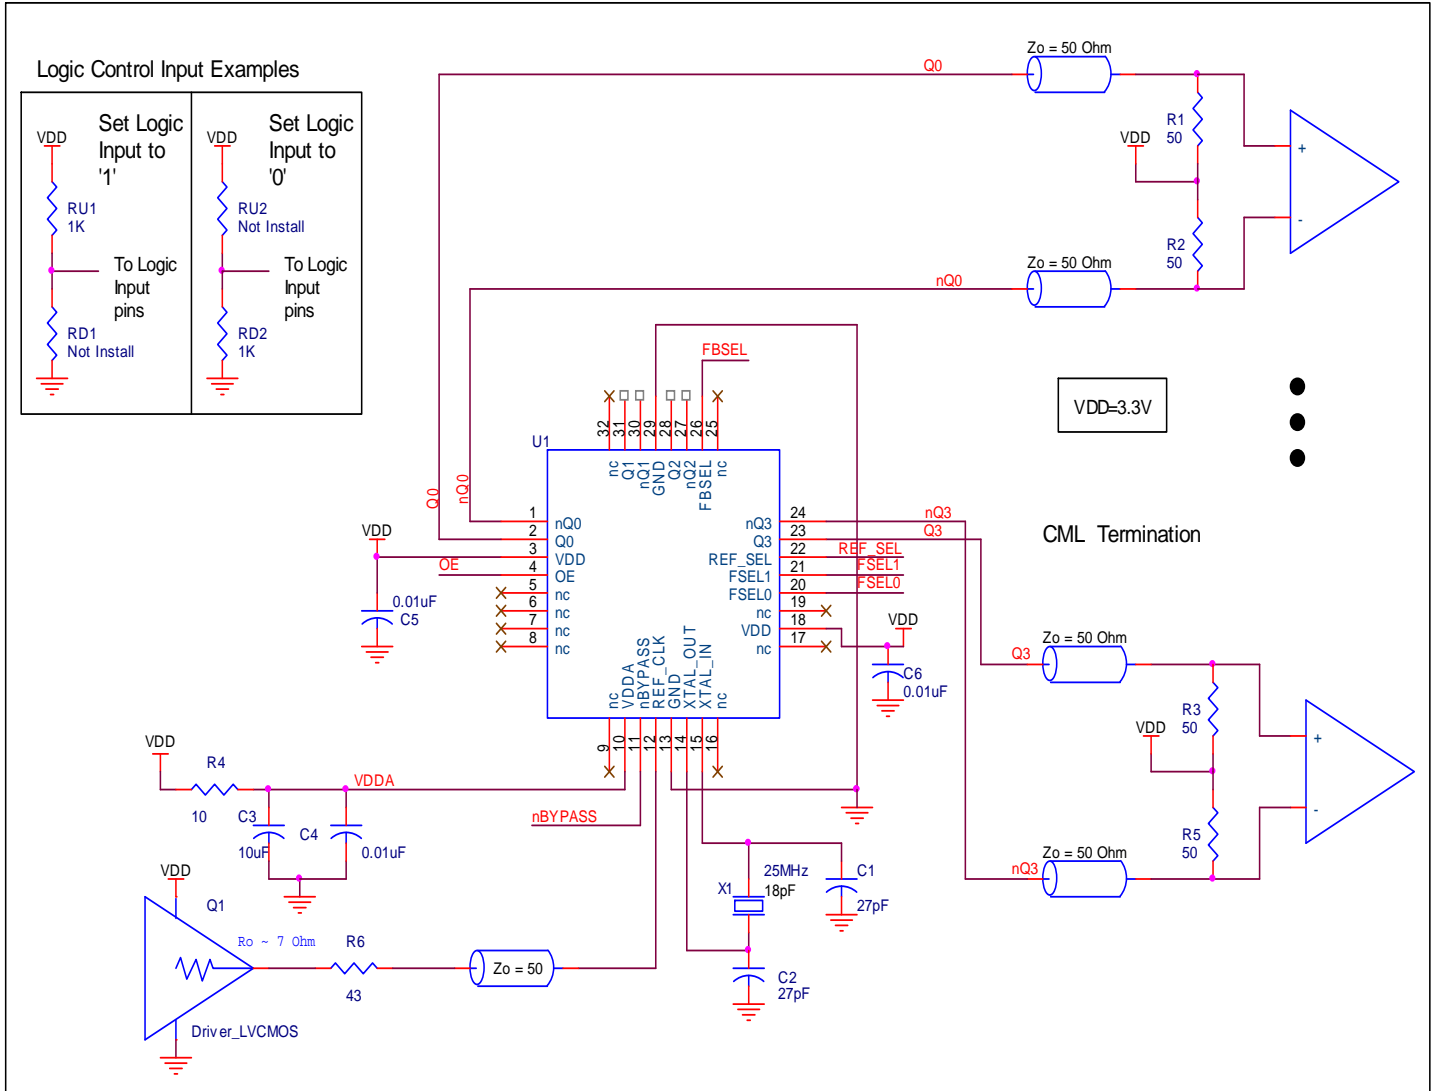 Logic Control Input Examples
VDD
Set Logic
Input to
'1'
RU1
1K
To Logic
Input
pins
RD1
Not Install
VDD
Set Logic
Input to
'0'
RU2
Not Install
To Logic
Input
pins
RD2
1K
Q0
Zo = 50 Ohm
R1
50
VDD
+
-
R2
50
nQ0
Zo = 50 Ohm
VDD=3.3V
FBSEL
U1
32
31
30
29
28
27
26
25
nc
Q1
nQ1
GND
Q2
nQ2
FBSEL
nc
Q0
nQ0
VDD
OE
0.01uF
C5
1
2
3
4
5
6
7
8
nQ0
Q0
VDD
OE
nc
nc
nc
nc
nQ3
Q3
REF_SEL
FSEL1
FSEL0
nc
VDD
nc
24
23
22
21
20
19
18
17
nQ3
Q3
REF_SEL
FSEL1
FSEL0
VDD
C6
0.01uF
nc
VDDA
nBYPASS
REF_CLK
GND
XTAL_OUT
XTAL_IN
nc
9
10
11
12
13
14
15
16
CML Termination
Q3
Zo = 50 Ohm
R3
50
VDD
+
-
R5
50
nQ3
Zo = 50 Ohm
VDD
R4
10
VDDA
C3
10uF
C4
0.01uF
nBYPASS
25MHz
X1
18pF
C1
27pF
C2
27pF
VDD
Q1
Ro ~ 7 Ohm
R6
43
Zo = 50
Driver_LVCMOS